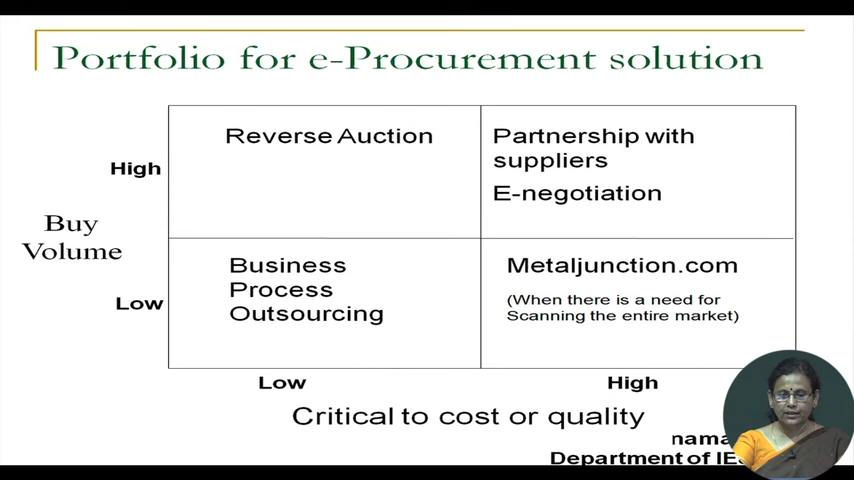 Portfolio for e-Procurement solution
Reverse Auction
Partnership with
suppliers
E-negotiation
High
Buy
Volume
Business
Process
Outsourcing
Metaljunction.com
(When there is a need for
Scanning the entire market)
Low
Low
High
Critical to cost or quality
Department of